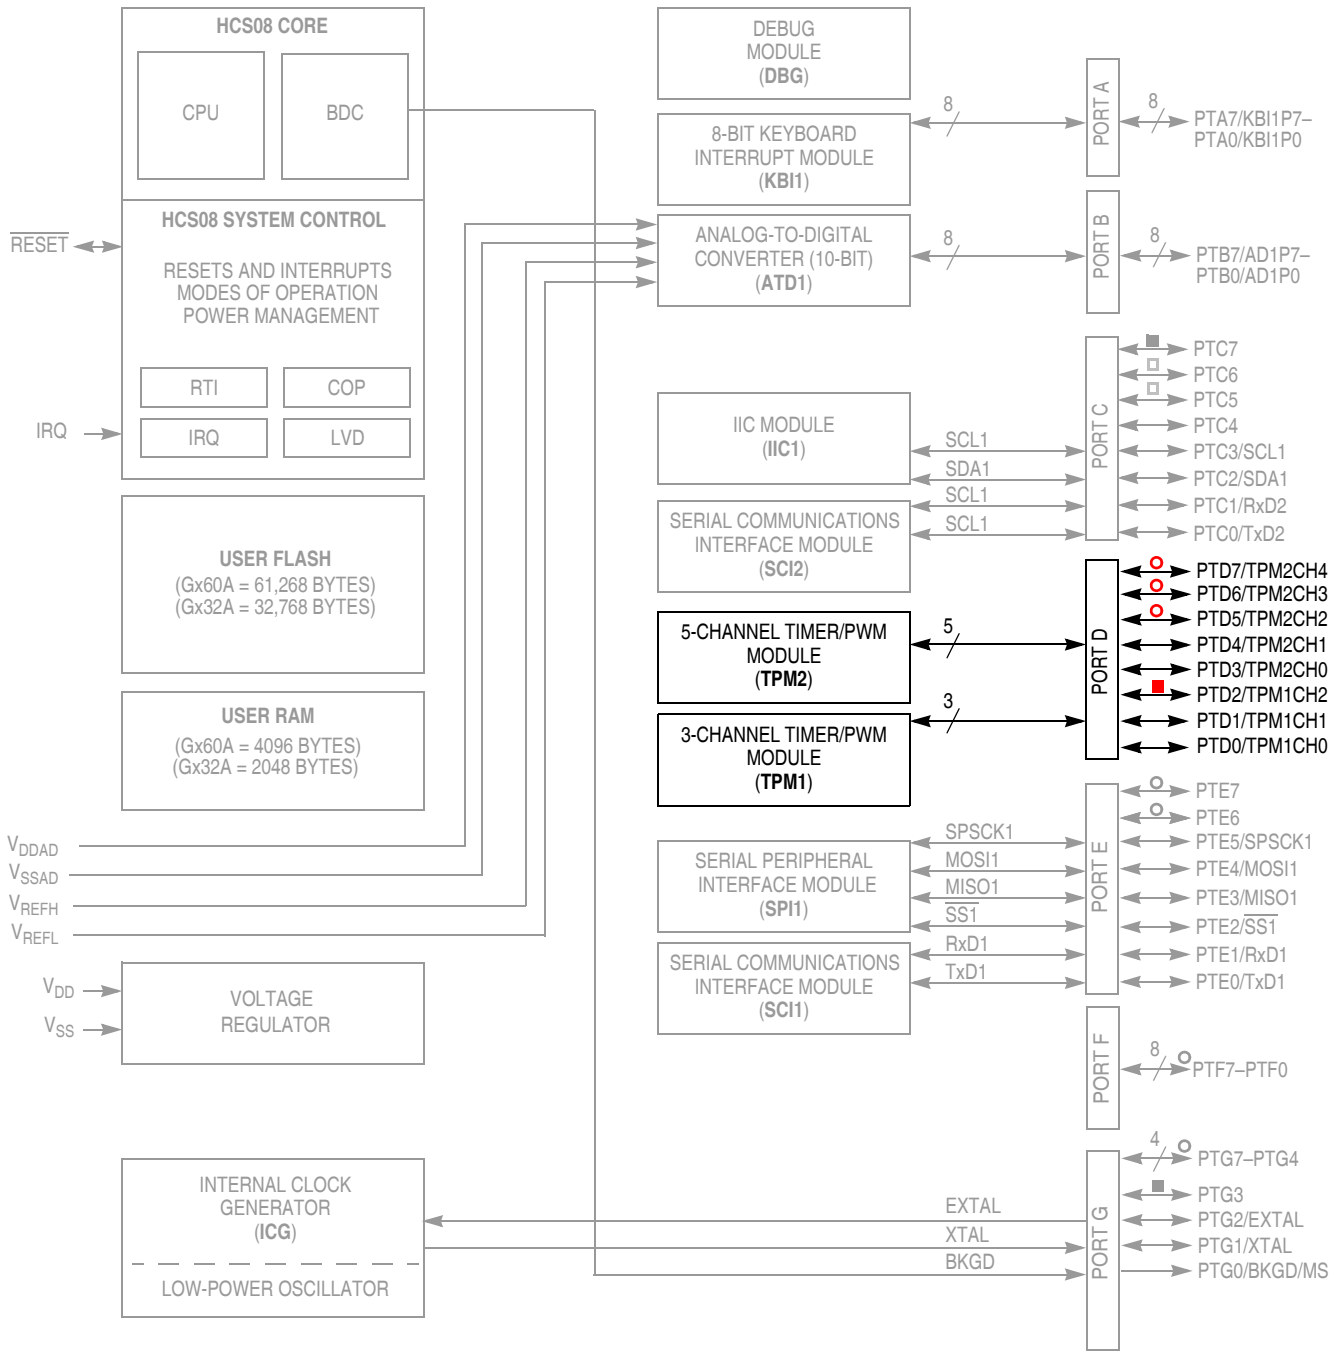 HCS08 CORE
CPU
BDC
HCS08 SYSTEM CONTROL
RESET
RESETS AND INTERRUPTS
MODES OF OPERATION
POWER MANAGEMENT
RTI
COP
IRQ
IRQ
LVD
USER FLASH
(Gx60A = 61,268 BYTES)
(Gx32A = 32,768 BYTES)
USER RAM
(Gx60A = 4096 BYTES)
(Gx32A = 2048 BYTES)
VDDAD
VSSAD
VREFH
VREFL
VDD
VSS
VOLTAGE
REGULATOR
INTERNAL CLOCK
GENERATOR
(ICG)
LOW-POWER OSCILLATOR
DEBUG
MODULE
(DBG)
8-BIT KEYBOARD
INTERRUPT MODULE
(KBI1)
8
ANALOG-TO-DIGITAL
CONVERTER (10-BIT)
(ATD1)
8
IIC MODULE
(IIC1)
SCL1
SDA1
SERIAL COMMUNICATIONS
INTERFACE MODULE
(SCI2)
SCL1
SCL1
5-CHANNEL TIMER/PWM
MODULE
(TPM2)
5
3-CHANNEL TIMER/PWM
MODULE
(TPM1)
3
SERIAL PERIPHERAL
INTERFACE MODULE
(SPI1)
SPSCK1
MOSI1
MISO1
SS1
SERIAL COMMUNICATIONS
INTERFACE MODULE
(SCI1)
RxD1
TxD1
EXTAL
XTAL
BKGD
PORT A
8
PTA7/KBI1P7–
PTA0/KBI1P0
PORT B
8
PTB7/AD1P7–
PTB0/AD1P0
PORT C
PTC7
PTC6
PTC5
PTC4
PTC3/SCL1
PTC2/SDA1
PTC1/RxD2
PTC0/TxD2
PORT D
PTD7/TPM2CH4
PTD6/TPM2CH3
PTD5/TPM2CH2
PTD4/TPM2CH1
PTD3/TPM2CH0
PTD2/TPM1CH2
PTD1/TPM1CH1
PTD0/TPM1CH0
PORT E
PTE7
PTE6
PTE5/SPSCK1
PTE4/MOSI1
PTE3/MISO1
PTE2/SS1
PTE1/RxD1
PTE0/TxD1
PORT F
8
PTF7–PTF0
PORT G
4
PTG7–PTG4
PTG3
PTG2/EXTAL
PTG1/XTAL
PTG0/BKGD/MS